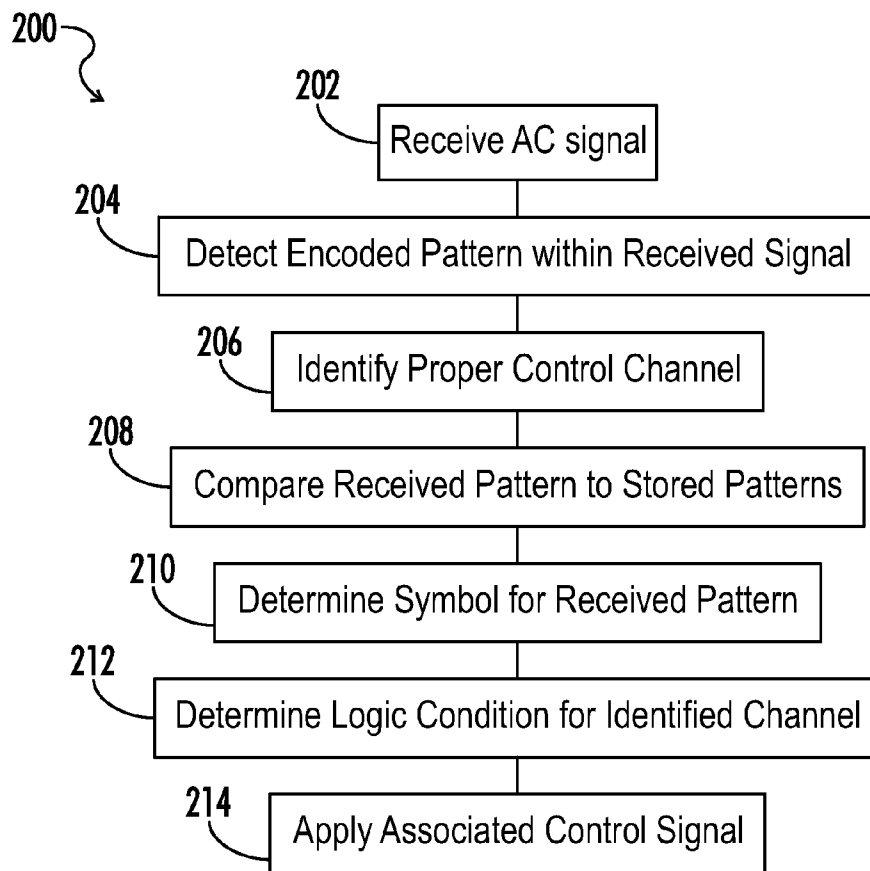 200
202
Receive AC signal
204
Detect Encoded Pattern within Received Signal
206
Identify Proper Control Channel
208
Compare Received Pattern to Stored Patterns
210
Determine Symbol for Received Pattern
212
Determine Logic Condition for Identified Channel
214
Apply Associated Control Signal